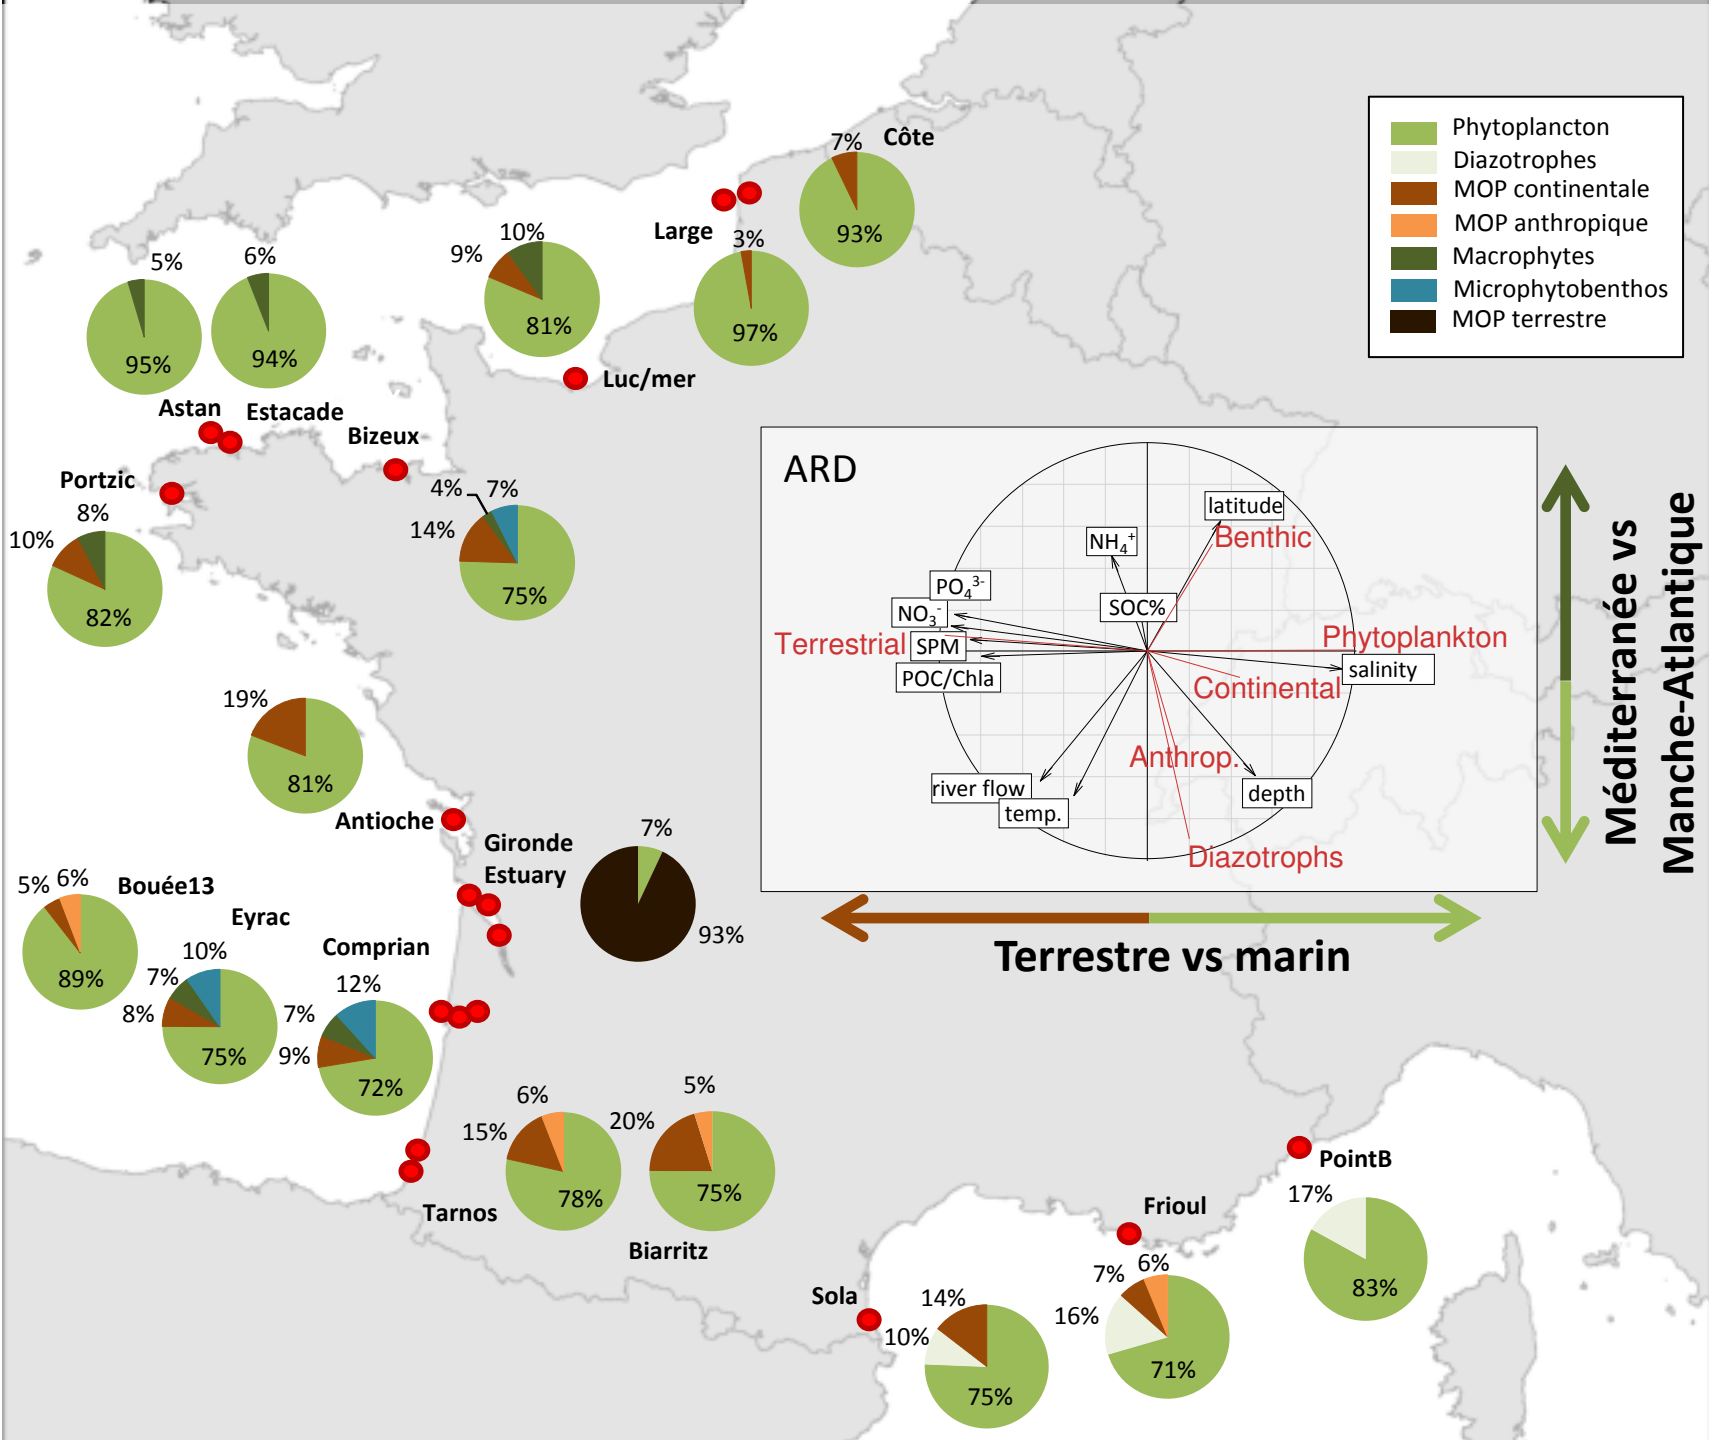 Phytoplancton
Diazotrophes
MOP continentale
MOP anthropique
Macrophytes
Microphytobenthos
MOP terrestre
Côte
7%
93%
Large
3%
97%
9%
10%
81%
Luc/mer
5%
95%
Astan
6%
94%
Estacade
Bizeux
4%
7%
14%
75%
Portzic
8%
10%
82%
19%
81%
Antioche
Gironde
Estuary
7%
93%
Bouée13
5%
6%
89%
Eyrac
10%
7%
8%
75%
Comprian
12%
7%
9%
72%
6%
15%
78%
Tarnos
5%
20%
75%
Biarritz
Sola
14%
10%
75%
Frioul
6%
7%
16%
71%
PointB
17%
83%
ARD
latitude
Benthic
NH₄⁺
PO₄³⁻
SOC%
NO₃⁻
Terrestrial
SPM
Phytoplankton
salinity
POC/Chla
Continental
Anthrop.
river flow
temp.
depth
Diazotrophs
Terrestre vs marin
Méditerranée vs
Manche-Atlantique